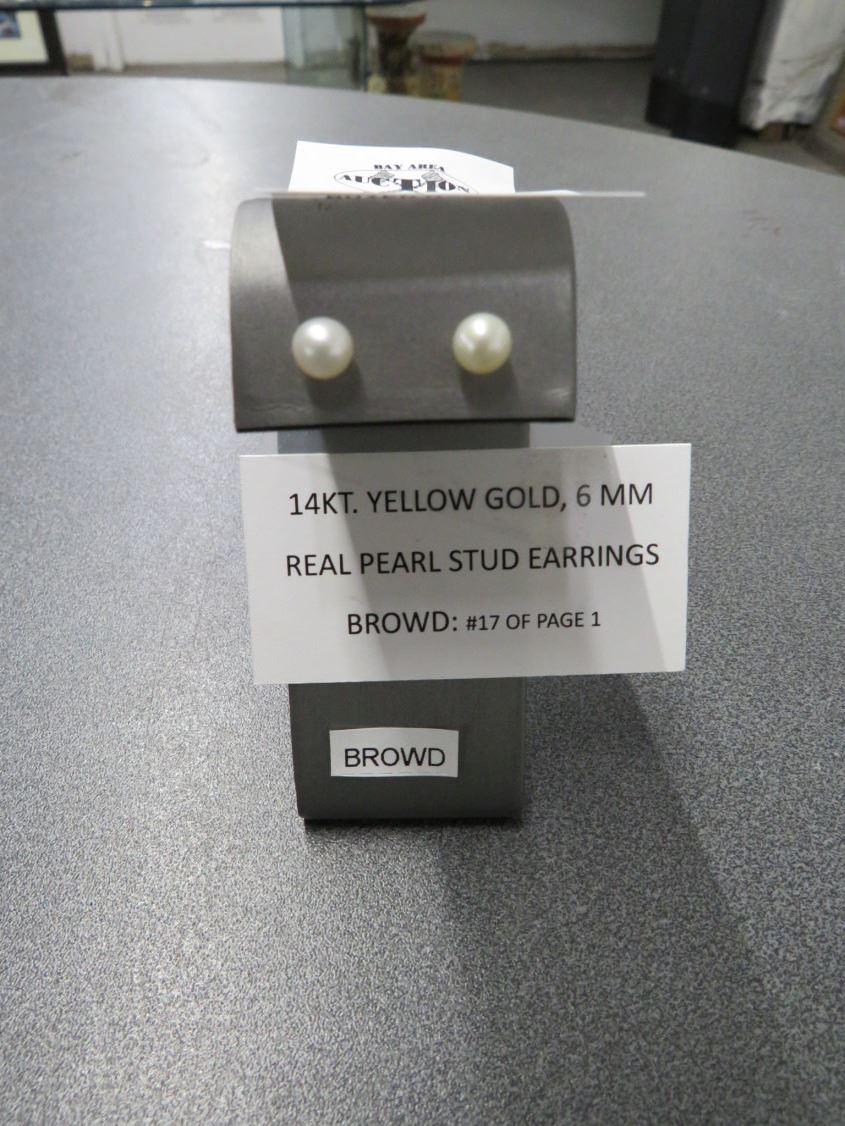 BAY AREA
AUCTION
14KT. YELLOW GOLD, 6 MM
REAL PEARL STUD EARRINGS
BROWD: #17 OF PAGE 1
BROWD